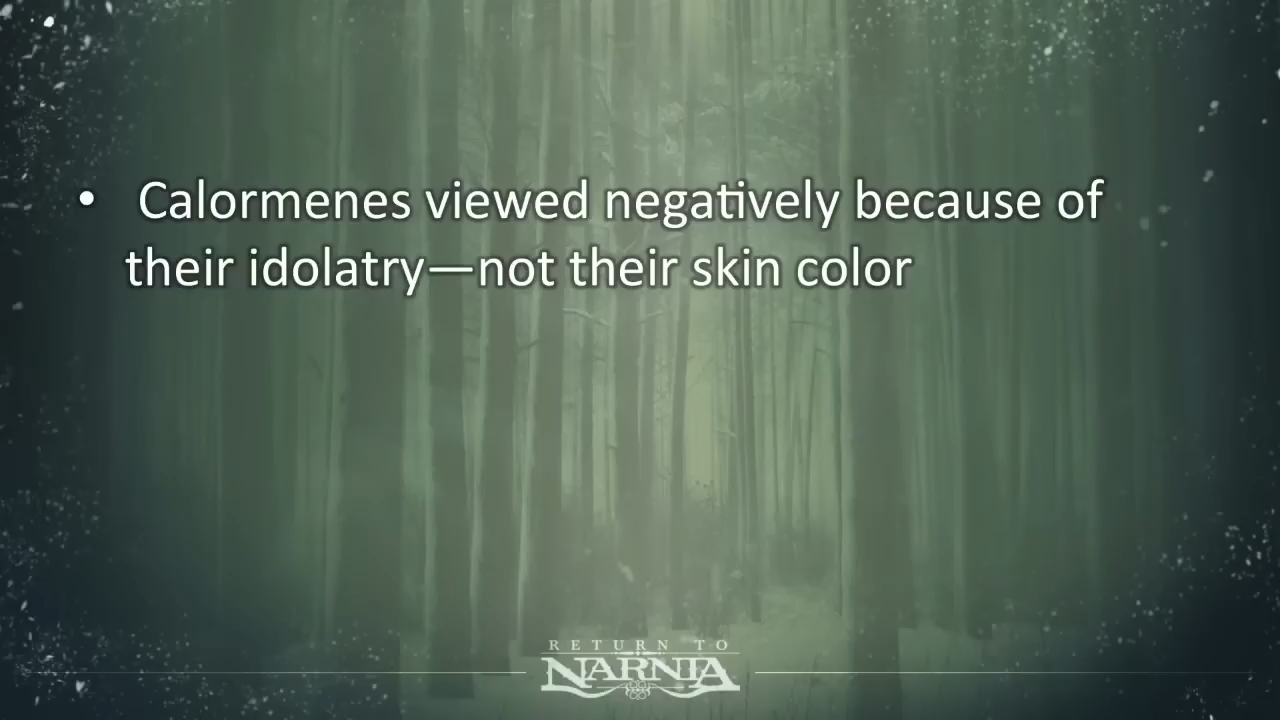 • Calormenes viewed negatively because of
their idolatry—not their skin color
RETURN TO
NARNIA